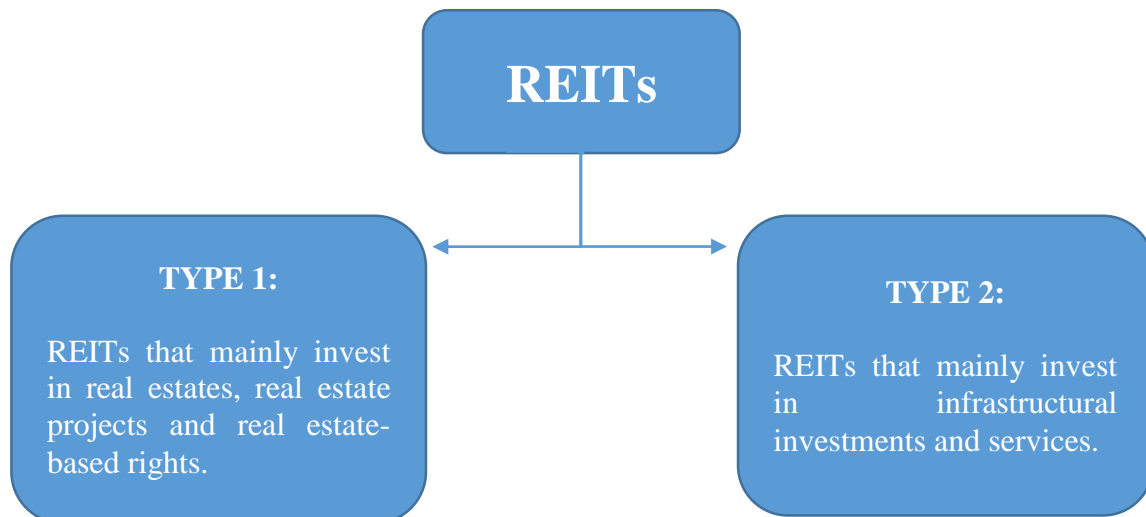 REITs
TYPE 1:
REITs that mainly invest
in real estates, real estate
projects and real estate-
based rights.
TYPE 2:
REITs that mainly invest
in infrastructural
investments and services.